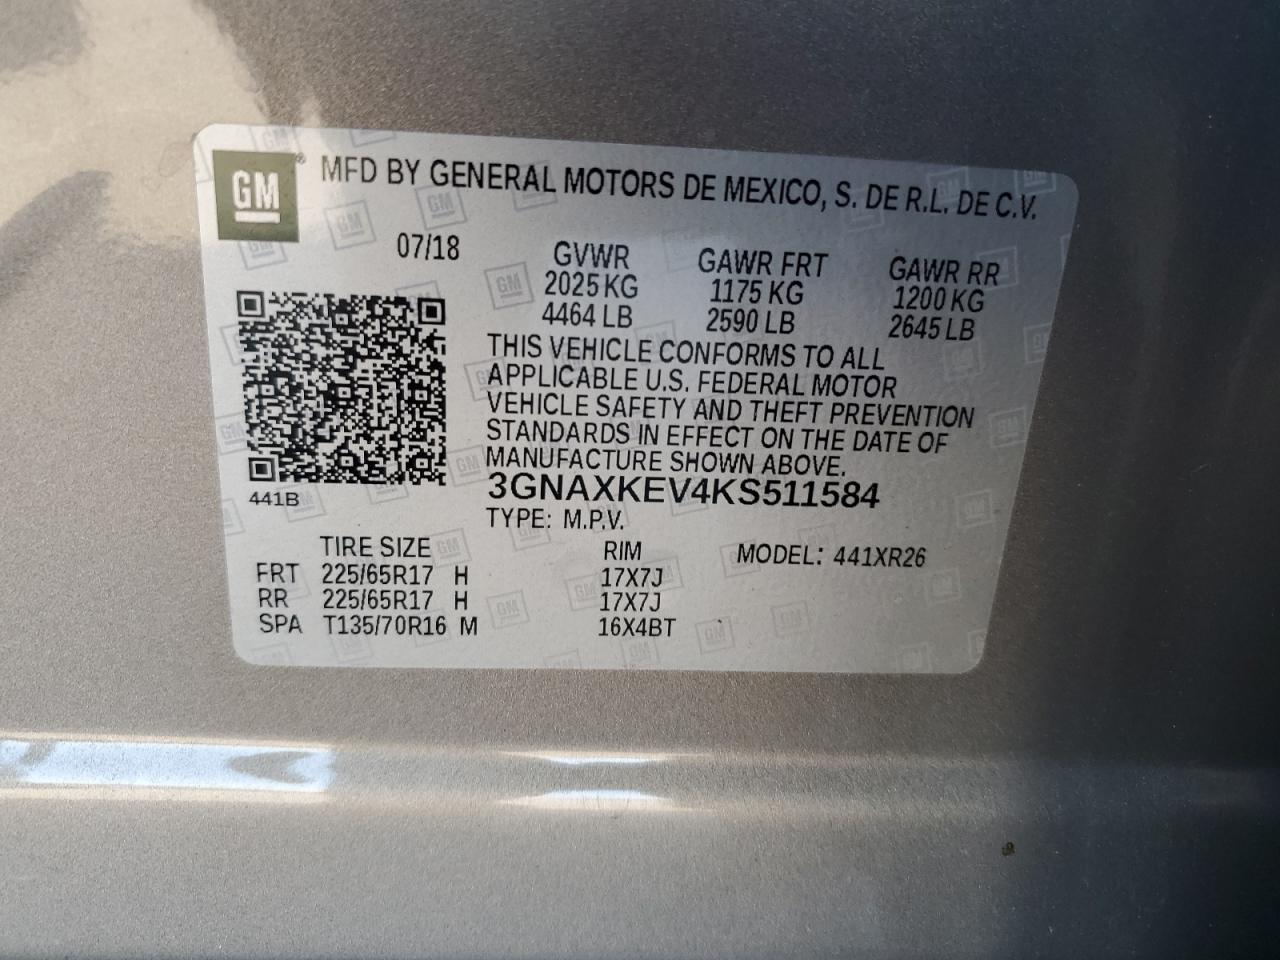 GM ®
MFD BY GENERAL MOTORS DE MEXICO, S. DE R.L. DE C.V.
07/18
GVWR GAWR FRT GAWR RR
2025 KG 1175 KG 1200 KG
4464 LB 2590 LB 2645 LB
THIS VEHICLE CONFORMS TO ALL
APPLICABLE U.S. FEDERAL MOTOR
VEHICLE SAFETY AND THEFT PREVENTION
STANDARDS IN EFFECT ON THE DATE OF
MANUFACTURE SHOWN ABOVE.
441B
3GNAXKEV4KS511584
TYPE: M.P.V.
TIRE SIZE RIM MODEL: 441XR26
FRT 225/65R17 H 17X7J
RR 225/65R17 H 17X7J
SPA T135/70R16 M 16X4BT